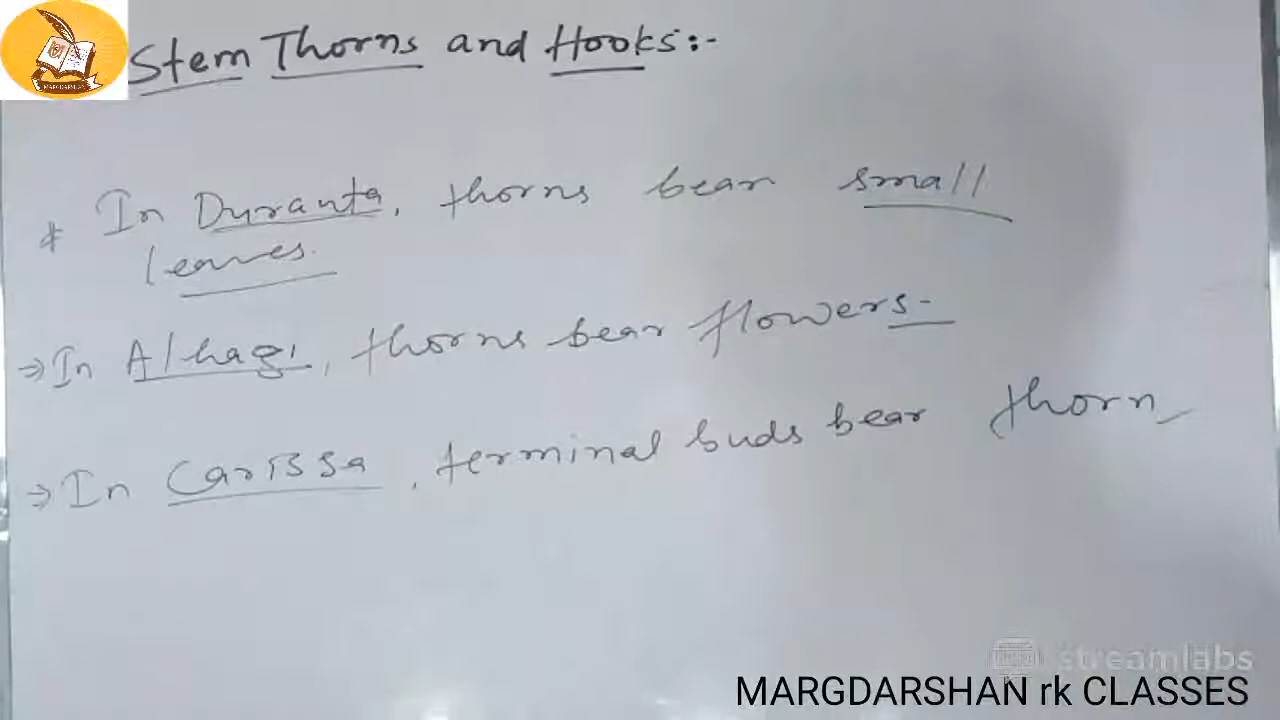 MARGDARSHAN
Stem Thorns and Hooks:-
* In Duranta, thorns bear small
leaves.
⇒ In Alhagi, thorns bear flowers-
⇒ In Carissa, terminal buds bear thorn
streamlabs
MARGDARSHAN rk CLASSES